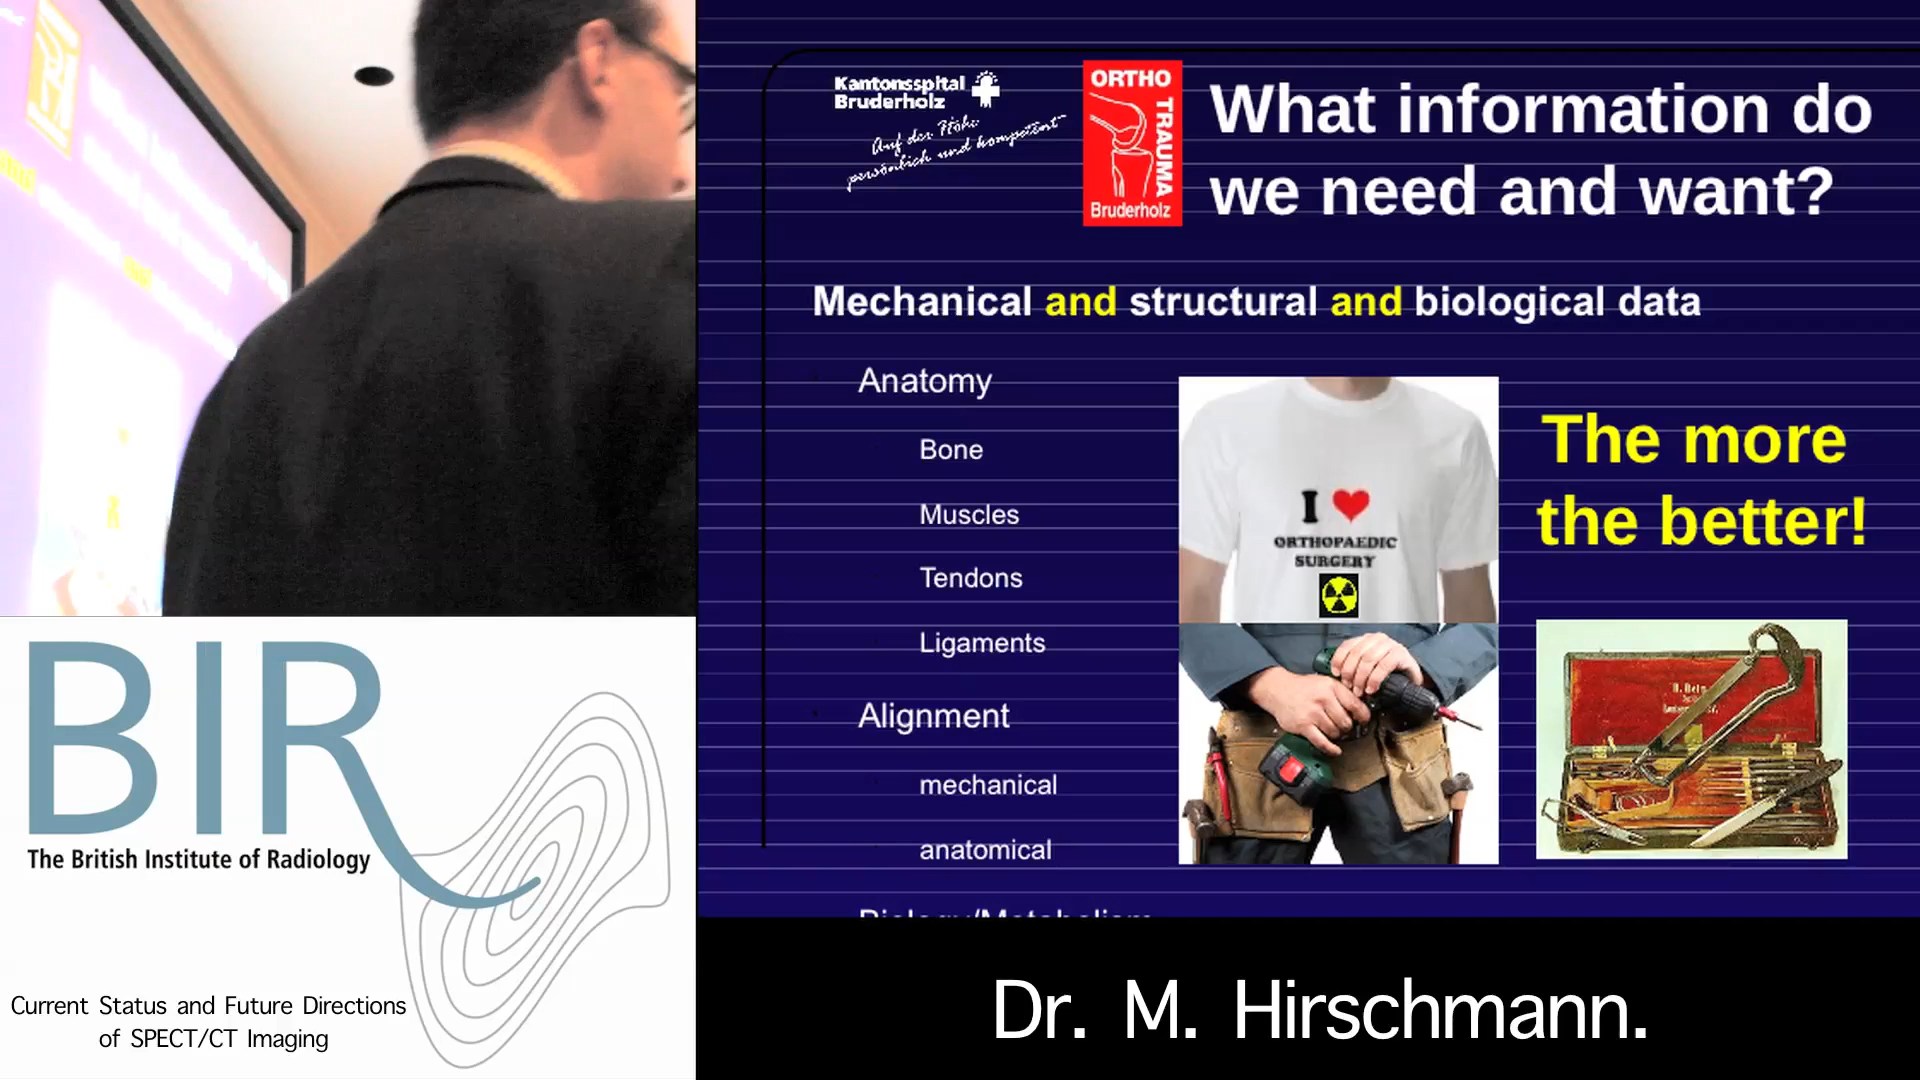 Kantonsspital
Bruderholz
Auf der Höhe
persönlich und kompetent
ORTHO
TRAUMA
Bruderholz
What information do
we need and want?
Mechanical and structural and biological data
Anatomy
Bone
Muscles
Tendons
Ligaments
Alignment
mechanical
anatomical
Biology/Metabolism
I
ORTHOPAEDIC
SURGERY
The more
the better!
BIR
The British Institute of Radiology
Current Status and Future Directions
of SPECT/CT Imaging
Dr. M. Hirschmann.